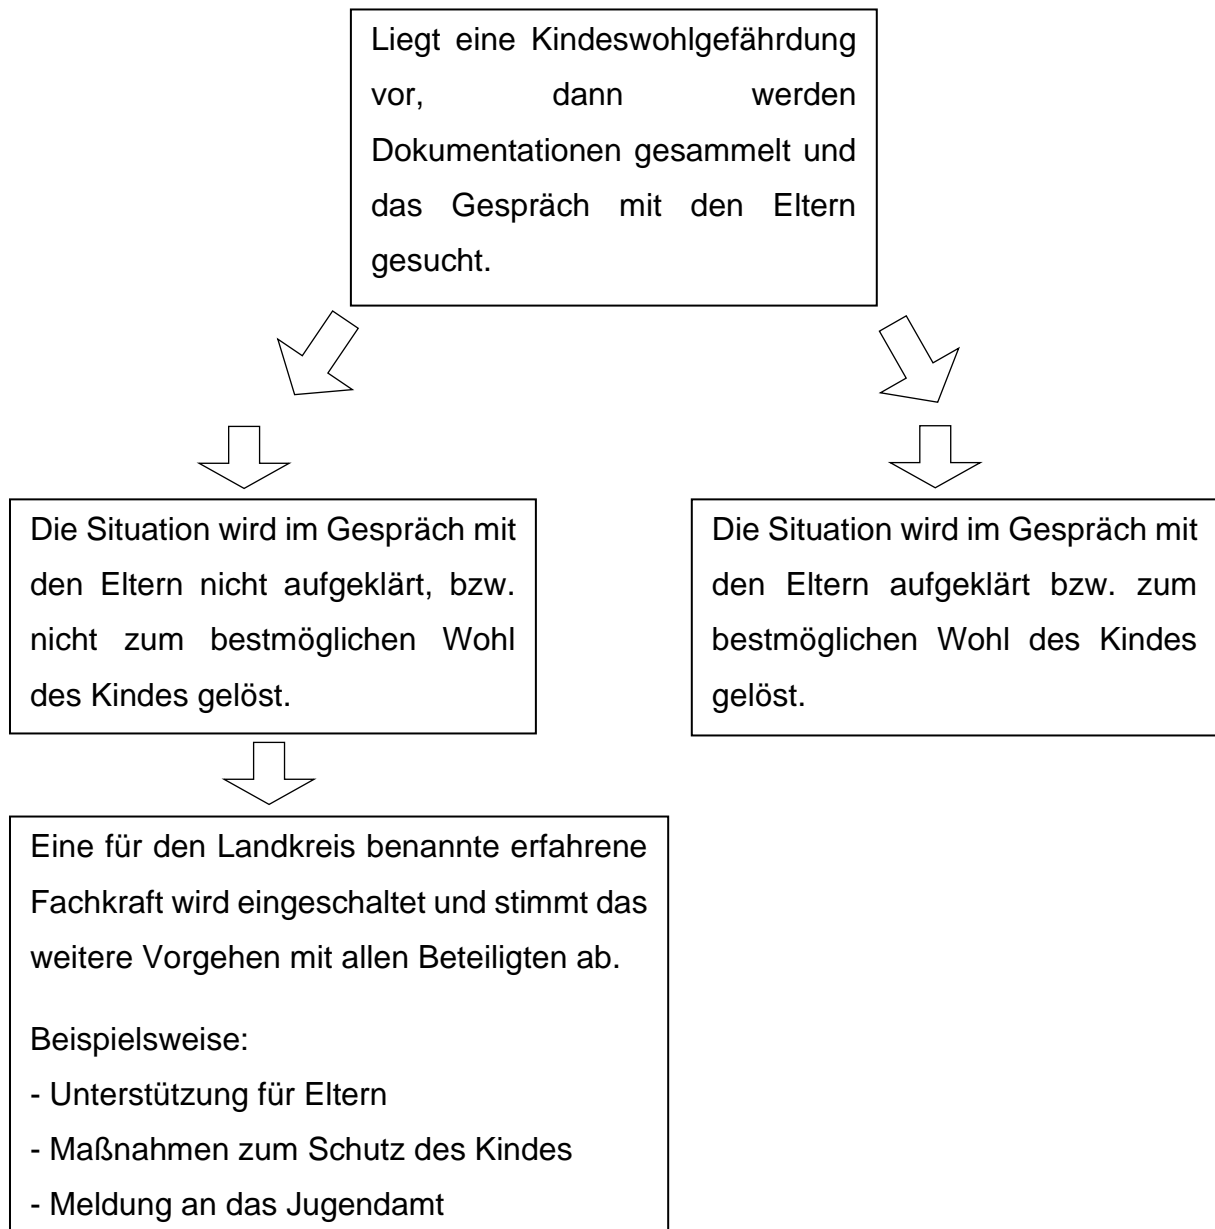 Liegt eine Kindeswohlgefährdung
vor, dann werden
Dokumentationen gesammelt und
das Gespräch mit den Eltern
gesucht.
Die Situation wird im Gespräch mit
den Eltern nicht aufgeklärt, bzw.
nicht zum bestmöglichen Wohl
des Kindes gelöst.
Die Situation wird im Gespräch mit
den Eltern aufgeklärt bzw. zum
bestmöglichen Wohl des Kindes
gelöst.
Eine für den Landkreis benannte erfahrene
Fachkraft wird eingeschaltet und stimmt das
weitere Vorgehen mit allen Beteiligten ab.
Beispielsweise:
- Unterstützung für Eltern
- Maßnahmen zum Schutz des Kindes
- Meldung an das Jugendamt